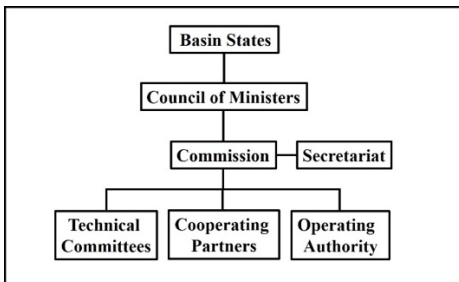 Basin States
Council of Ministers
Commission
Secretariat
Technical
Committees
Cooperating
Partners
Operating
Authority